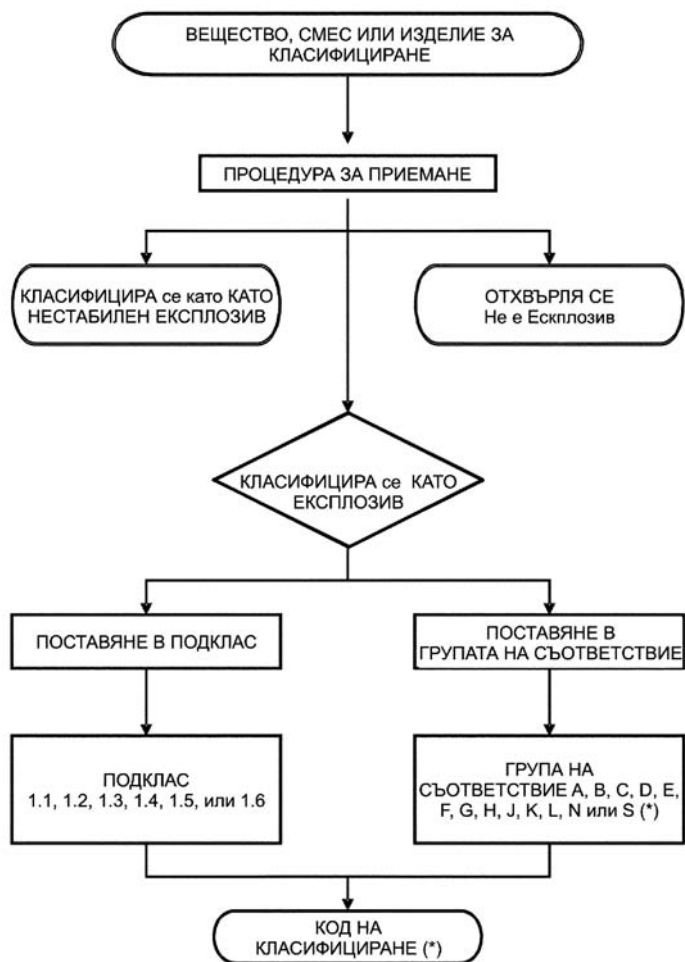 ВЕЩЕСТВО, СМЕС ИЛИ ИЗДЕЛИЕ ЗА
КЛАСИФИЦИРАНЕ
ПРОЦЕДУРА ЗА ПРИЕМАНЕ
КЛАСИФИЦИРА се като КАТО
НЕСТАБИЛЕН ЕКСПЛОЗИВ
ОТХВЪРЛЯ СЕ
Не е Ескплозив
КЛАСИФИЦИРА се КАТО
ЕКСПЛОЗИВ
ПОСТАВЯНЕ В ПОДКЛАС
ПОСТАВЯНЕ В
ГРУПАТА НА СЪОТВЕТСТВИЕ
ПОДКЛАС
1.1, 1.2, 1.3, 1.4, 1.5, или 1.6
ГРУПА НА
СЪОТВЕТСТВИЕ A, B, C, D, E,
F, G, H, J, K, L, N или S (*)
КОД НА
КЛАСИФИЦИРАНЕ (*)